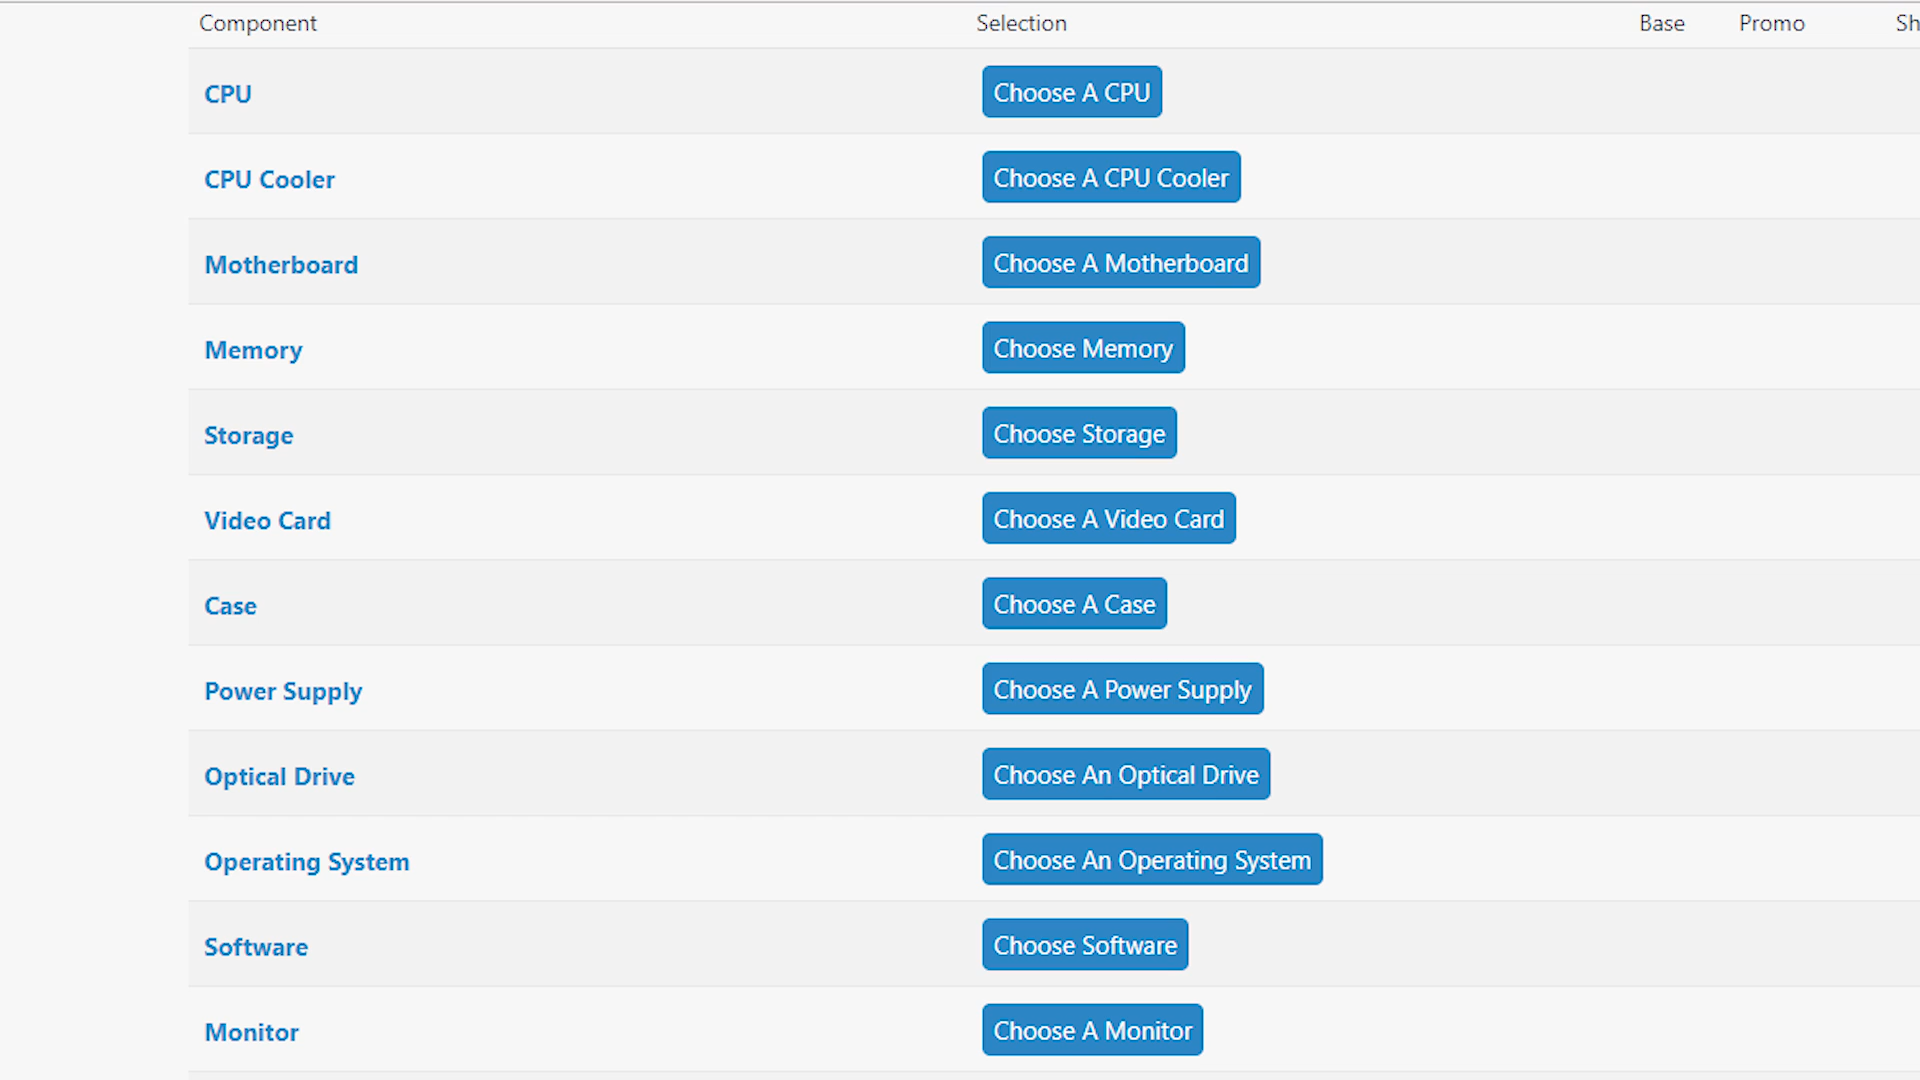 Component Selection Base Promo Sh
CPU Choose A CPU
CPU Cooler Choose A CPU Cooler
Motherboard Choose A Motherboard
Memory Choose Memory
Storage Choose Storage
Video Card Choose A Video Card
Case Choose A Case
Power Supply Choose A Power Supply
Optical Drive Choose An Optical Drive
Operating System Choose An Operating System
Software Choose Software
Monitor Choose A Monitor